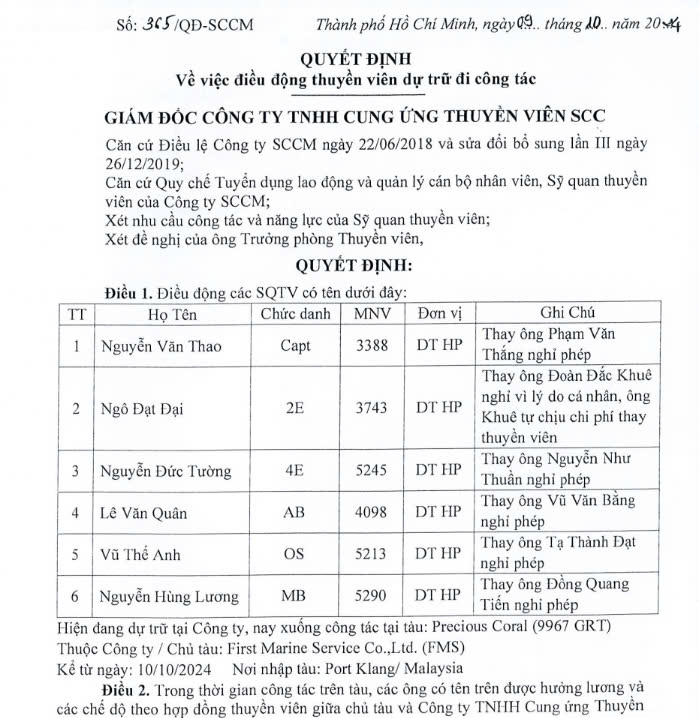 Số: 365/QĐ-SCCM Thành phố Hồ Chí Minh, ngày 09.. tháng 10.. năm 2024
QUYẾT ĐỊNH
Về việc điều động thuyền viên dự trữ đi công tác
GIÁM ĐỐC CÔNG TY TNHH CUNG ỨNG THUYỀN VIÊN SCC
Căn cứ Điều lệ Công ty SCCM ngày 22/06/2018 và sửa đổi bổ sung lần III ngày
26/12/2019;
Căn cứ Quy chế Tuyển dụng lao động và quản lý cán bộ nhân viên, Sỹ quan thuyền
viên của Công ty SCCM;
Xét nhu cầu công tác và năng lực của Sỹ quan thuyền viên;
Xét đề nghị của ông Trưởng phòng Thuyền viên,
QUYẾT ĐỊNH:
Điều 1. Điều động các SQTV có tên dưới đây:
TT Họ Tên Chức danh MNV Đơn vị Ghi Chú
1 Nguyễn Văn Thao Capt 3388 DT HP Thay ông Phạm Văn
Thắng nghỉ phép
2 Ngô Đạt Đại 2E 3743 DT HP Thay ông Đoàn Đắc Khuê
nghỉ vì lý do cá nhân, ông
Khuê tự chịu chi phí thay
thuyền viên
3 Nguyễn Đức Tường 4E 5245 DT HP Thay ông Nguyễn Như
Thuần nghỉ phép
4 Lê Văn Quân AB 4098 DT HP Thay ông Vũ Văn Bằng
nghỉ phép
5 Vũ Thế Anh OS 5213 DT HP Thay ông Tạ Thành Đạt
nghỉ phép
6 Nguyễn Hùng Lương MB 5290 DT HP Thay ông Đồng Quang
Tiến nghỉ phép
Hiện đang dự trữ tại Công ty, nay xuống công tác tại tàu: Precious Coral (9967 GRT)
Thuộc Công ty / Chủ tàu: First Marine Service Co.,Ltd. (FMS)
Kể từ ngày: 10/10/2024 Nơi nhập tàu: Port Klang/ Malaysia
Điều 2. Trong thời gian công tác trên tàu, các ông có tên trên được hưởng lương và
các chế độ theo hợp đồng thuyền viên giữa chủ tàu và Công ty TNHH Cung ứng Thuyền